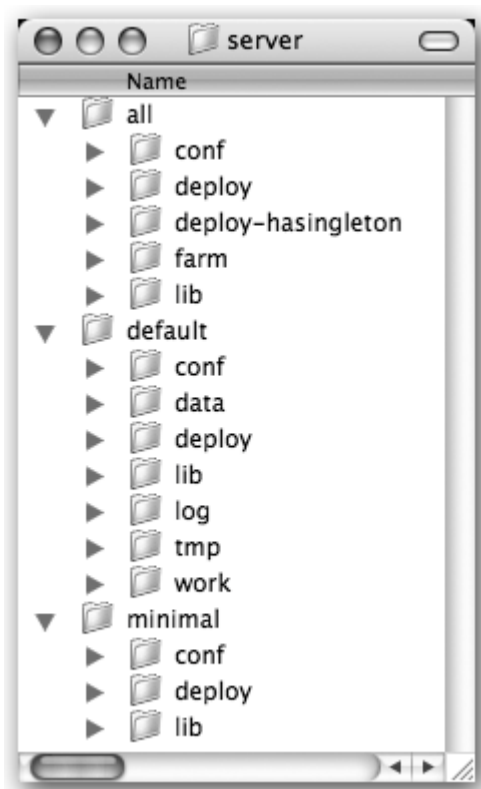 server
Name
all
conf
deploy
deploy-hasingleton
farm
lib
default
conf
data
deploy
lib
log
tmp
work
minimal
conf
deploy
lib